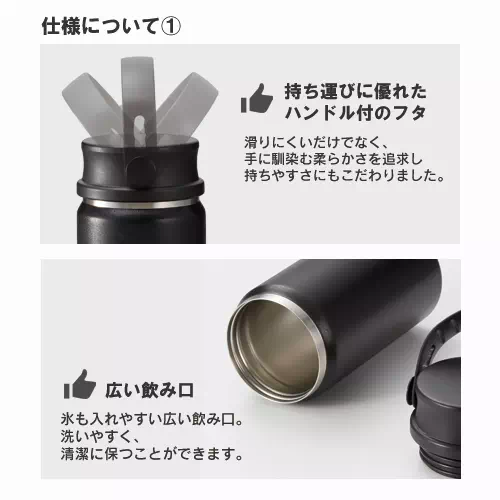 仕様について①
持ち運びに優れた
ハンドル付のフタ
滑りにくいだけでなく、
手に馴染む柔らかさを追求し
持ちやすさにもこだわりました。
広い飲み口
氷も入れやすい広い飲み口。
洗いやすく、
清潔に保つことができます。